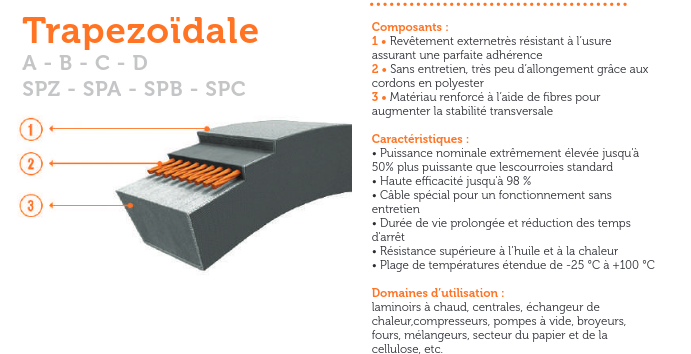 Trapezoïdale
A - B - C - D
SPZ - SPA - SPB - SPC
1
2
3
Composants :
1 • Revêtement externetrès résistant à l'usure
assurant une parfaite adhérence
2 • Sans entretien, très peu d'allongement grâce aux
cordons en polyester
3 • Matériau renforcé à l'aide de fibres pour
augmenter la stabilité transversale
Caractéristiques :
• Puissance nominale extrêmement élevée jusqu'à
50% plus puissante que lescourroies standard
• Haute efficacité jusqu'à 98 %
• Câble spécial pour un fonctionnement sans
entretien
• Durée de vie prolongée et réduction des temps
d'arrêt
• Résistance supérieure à l'huile et à la chaleur
• Plage de températures étendue de -25 °C à +100 °C
Domaines d'utilisation :
laminoirs à chaud, centrales, échangeur de
chaleur,compresseurs, pompes à vide, broyeurs,
fours, mélangeurs, secteur du papier et de la
cellulose, etc.